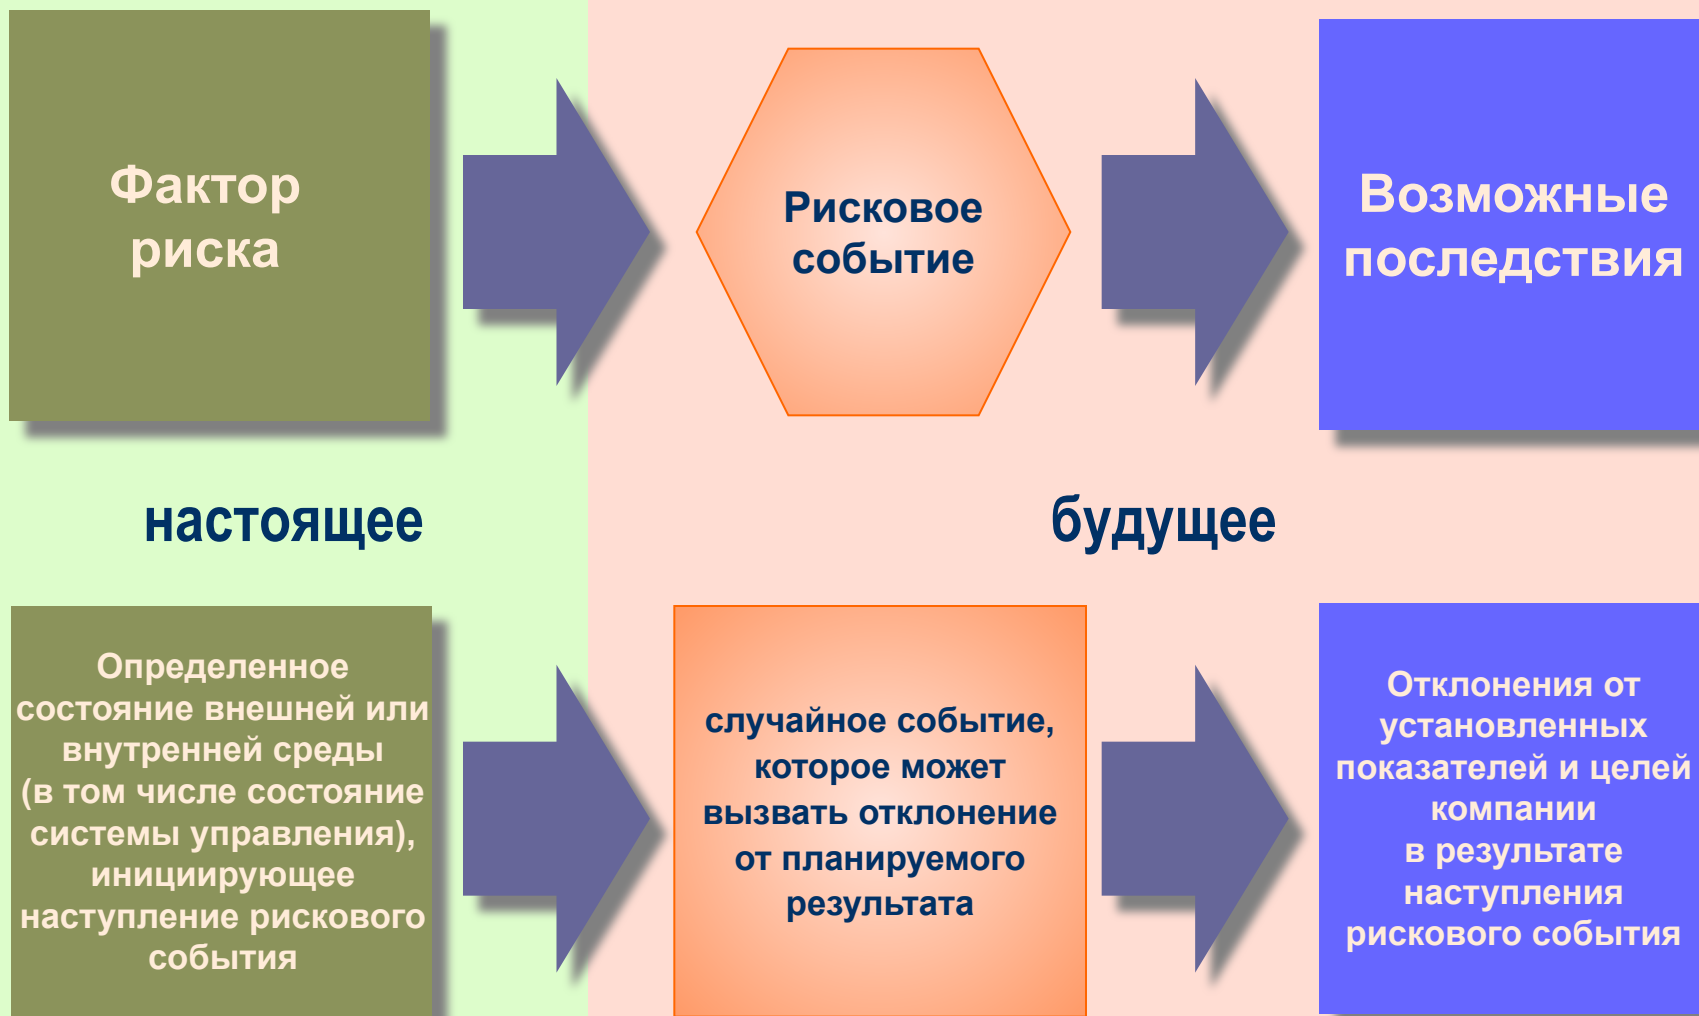 Фактор
риска
Рисковое
событие
Возможные
последствия
настоящее
будущее
Определенное
состояние внешней или
внутренней среды
(в том числе состояние
системы управления),
инициирующее
наступление рискового
события
случайное событие,
которое может
вызвать отклонение
от планируемого
результата
Отклонения от
установленных
показателей и целей
компании
в результате
наступления
рискового события